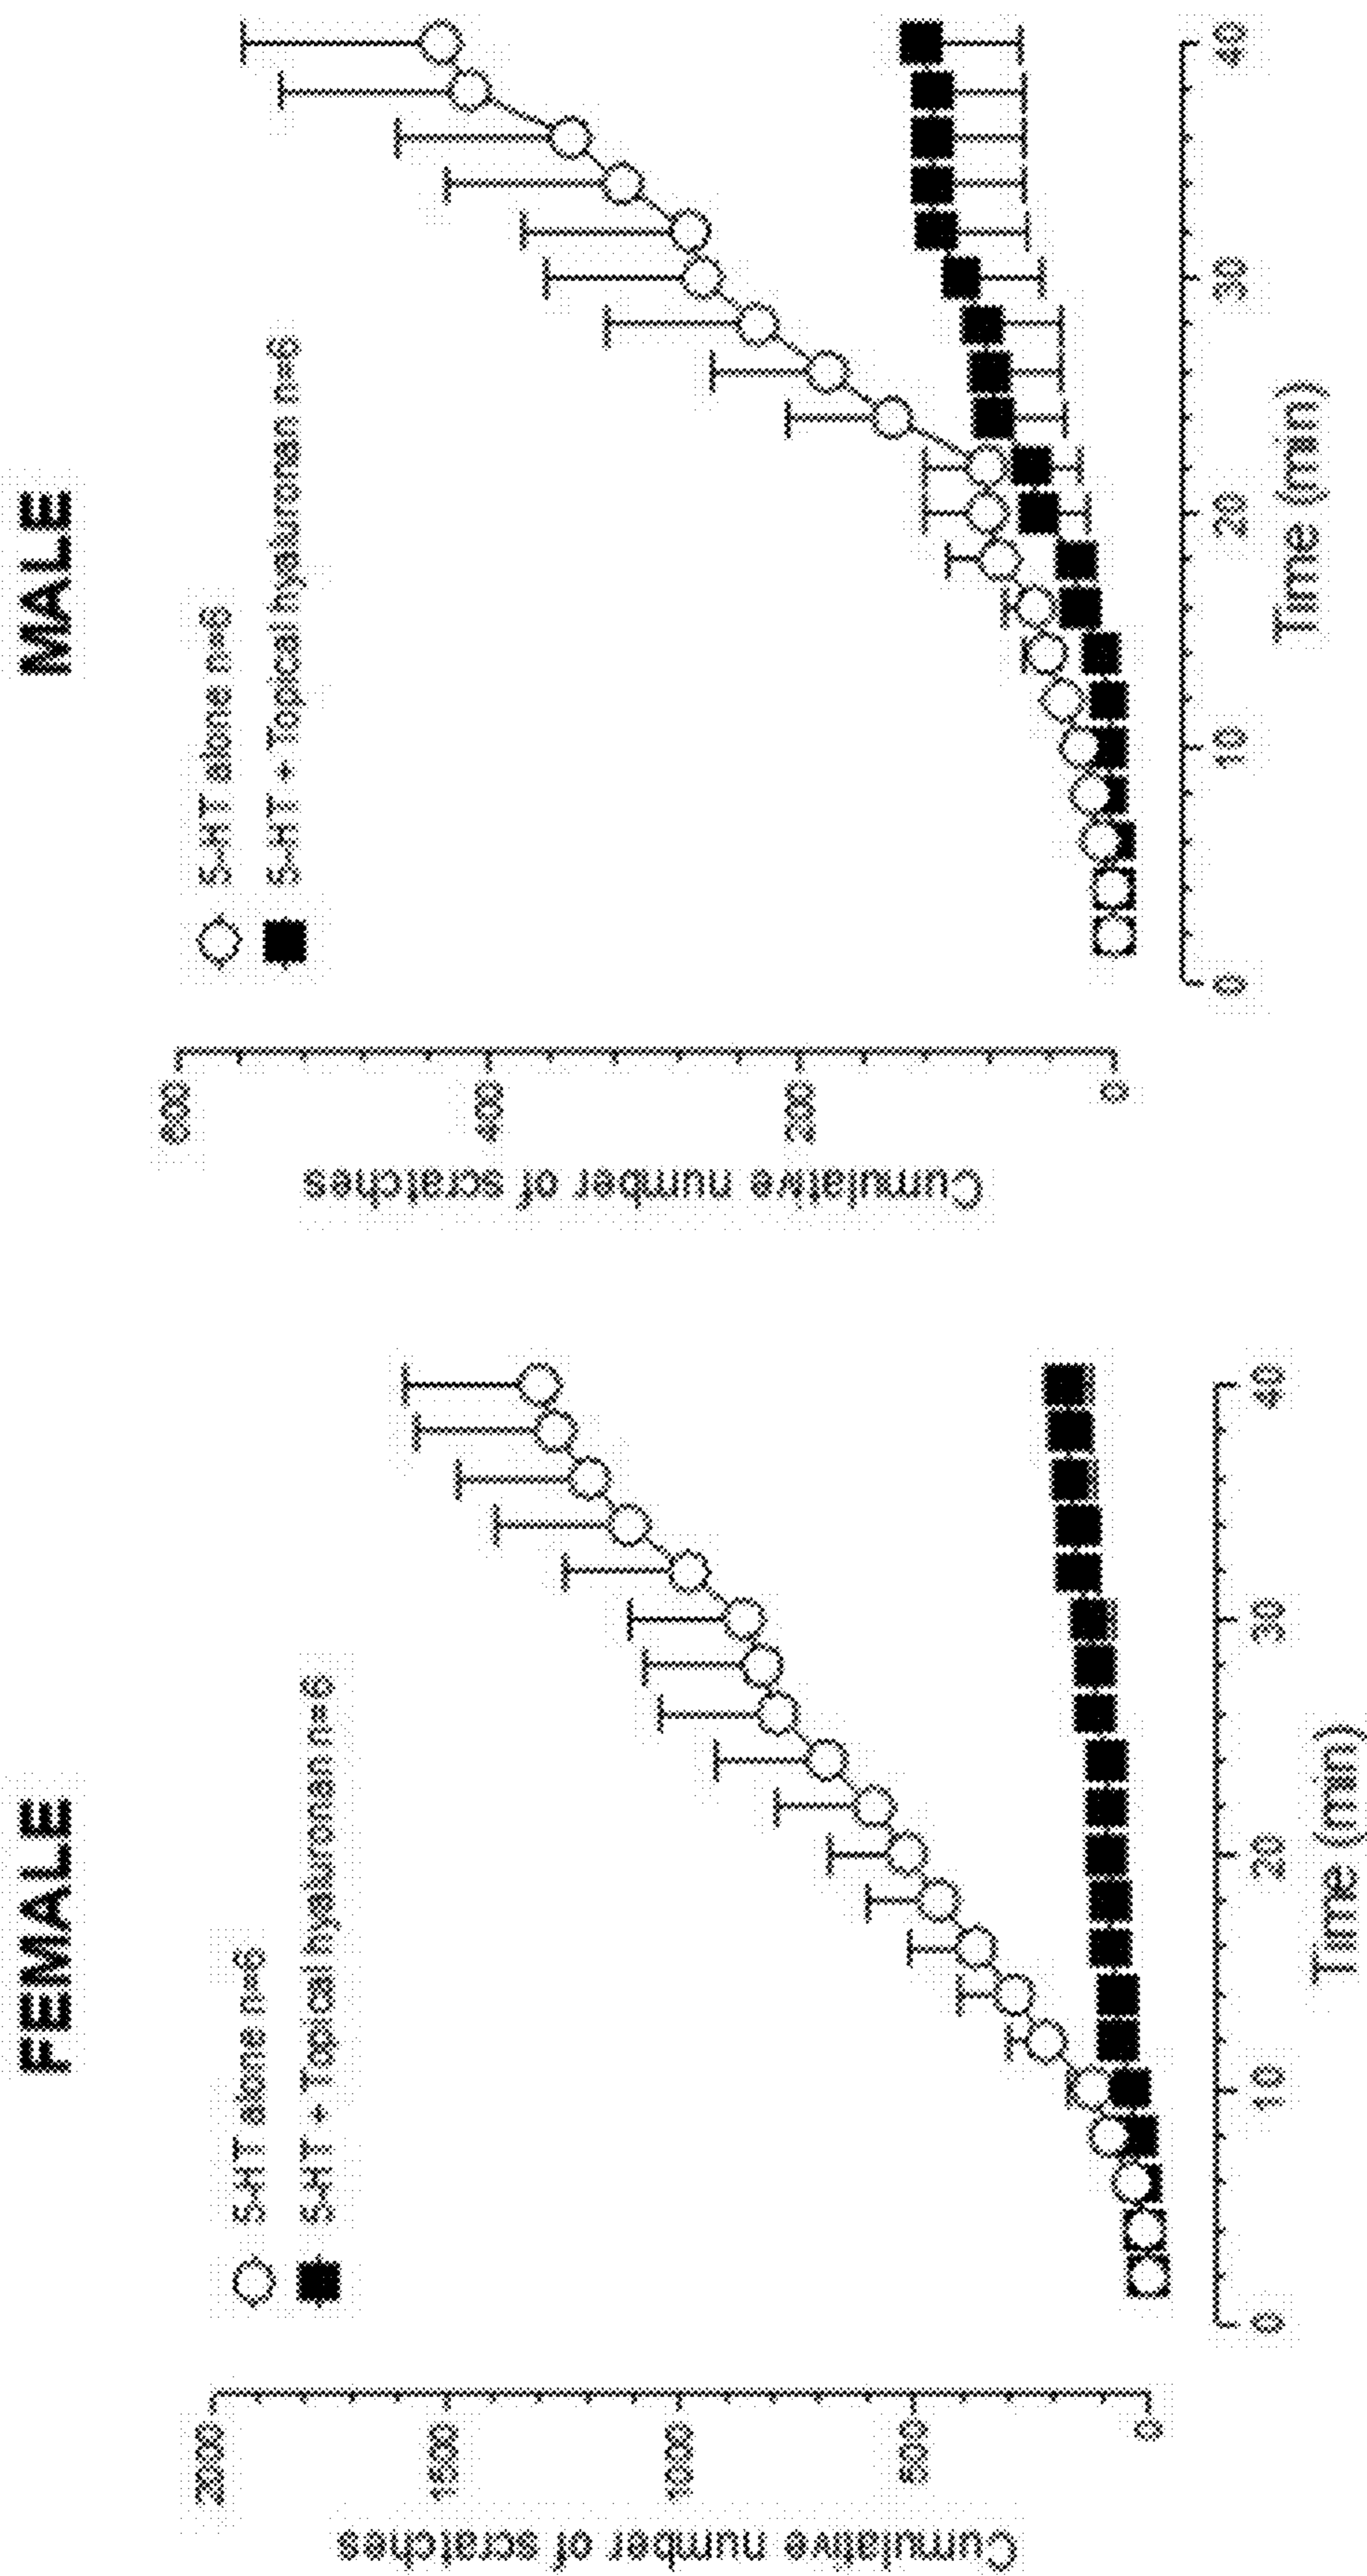 FEMALE
5-HT alone n=6
5-HT + Topical hyaluronan n=6
Cumulative number of scratches
2000
1500
1000
500
0
0 10 20 30 40
Time (min)
MALE
5-HT alone n=6
5-HT + Topical hyaluronan n=6
Cumulative number of scratches
600
400
200
0
0 10 20 30 40
Time (min)